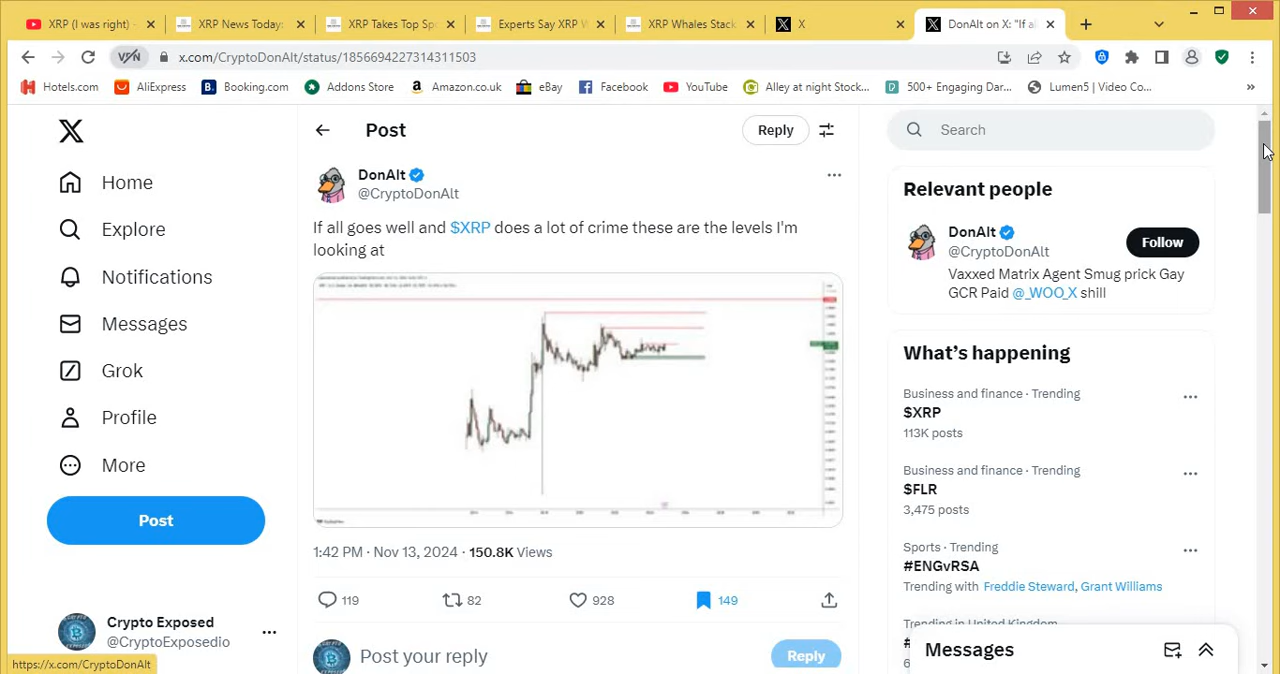 XRP (I was right) -
XRP News Today:
XRP Takes Top Sp
Experts Say XRP W
XRP Whales Stack
X
DonAlt on X: "If a
VPN
x.com/CryptoDonAlt/status/1856694227314311503
Hotels.com
AliExpress
Booking.com
Addons Store
Amazon.co.uk
eBay
Facebook
YouTube
Alley at night Stock...
500+ Engaging Dar...
Lumen5 | Video Co...
Home
Explore
Notifications
Messages
Grok
Profile
More
Post
Crypto Exposed
@CryptoExposedio
https://x.com/CryptoDonAlt
Post
Reply
DonAlt
@CryptoDonAlt
If all goes well and $XRP does a lot of crime these are the levels I'm
looking at
1:42 PM · Nov 13, 2024 · 150.8K Views
119
82
928
149
Post your reply
Reply
Search
Relevant people
DonAlt
@CryptoDonAlt
Follow
Vaxxed Matrix Agent Smug prick Gay
GCR Paid @_WOO_X shill
What's happening
Business and finance · Trending
$XRP
113K posts
Business and finance · Trending
$FLR
3,475 posts
Sports · Trending
#ENGvRSA
Trending with Freddie Steward, Grant Williams
Trending in United Kingdom
Messages